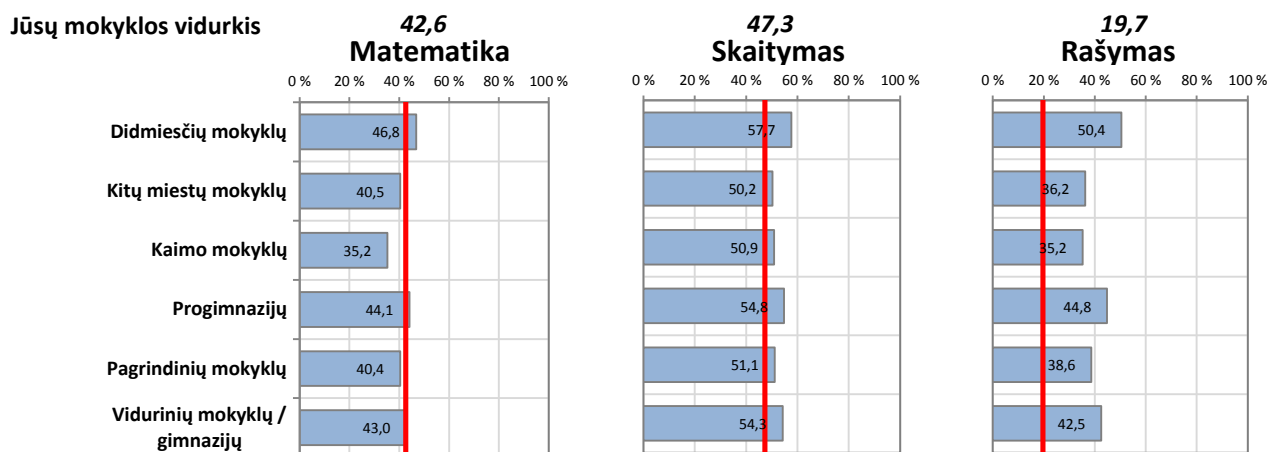 Jūsų mokyklos vidurkis 42,6 47,3 19,7
Matematika Skaitymas Rašymas
0 % 20 % 40 % 60 % 80 % 100 % 0 % 20 % 40 % 60 % 80 % 100 % 0 % 20 % 40 % 60 % 80 % 100 %
Didmiesčių mokyklų 46,8 57,7 50,4
Kitų miestų mokyklų 40,5 50,2 36,2
Kaimo mokyklų 35,2 50,9 35,2
Progimnazijų 44,1 54,8 44,8
Pagrindinių mokyklų 40,4 51,1 38,6
Vidurinių mokyklų /
gimnazijų 43,0 54,3 42,5